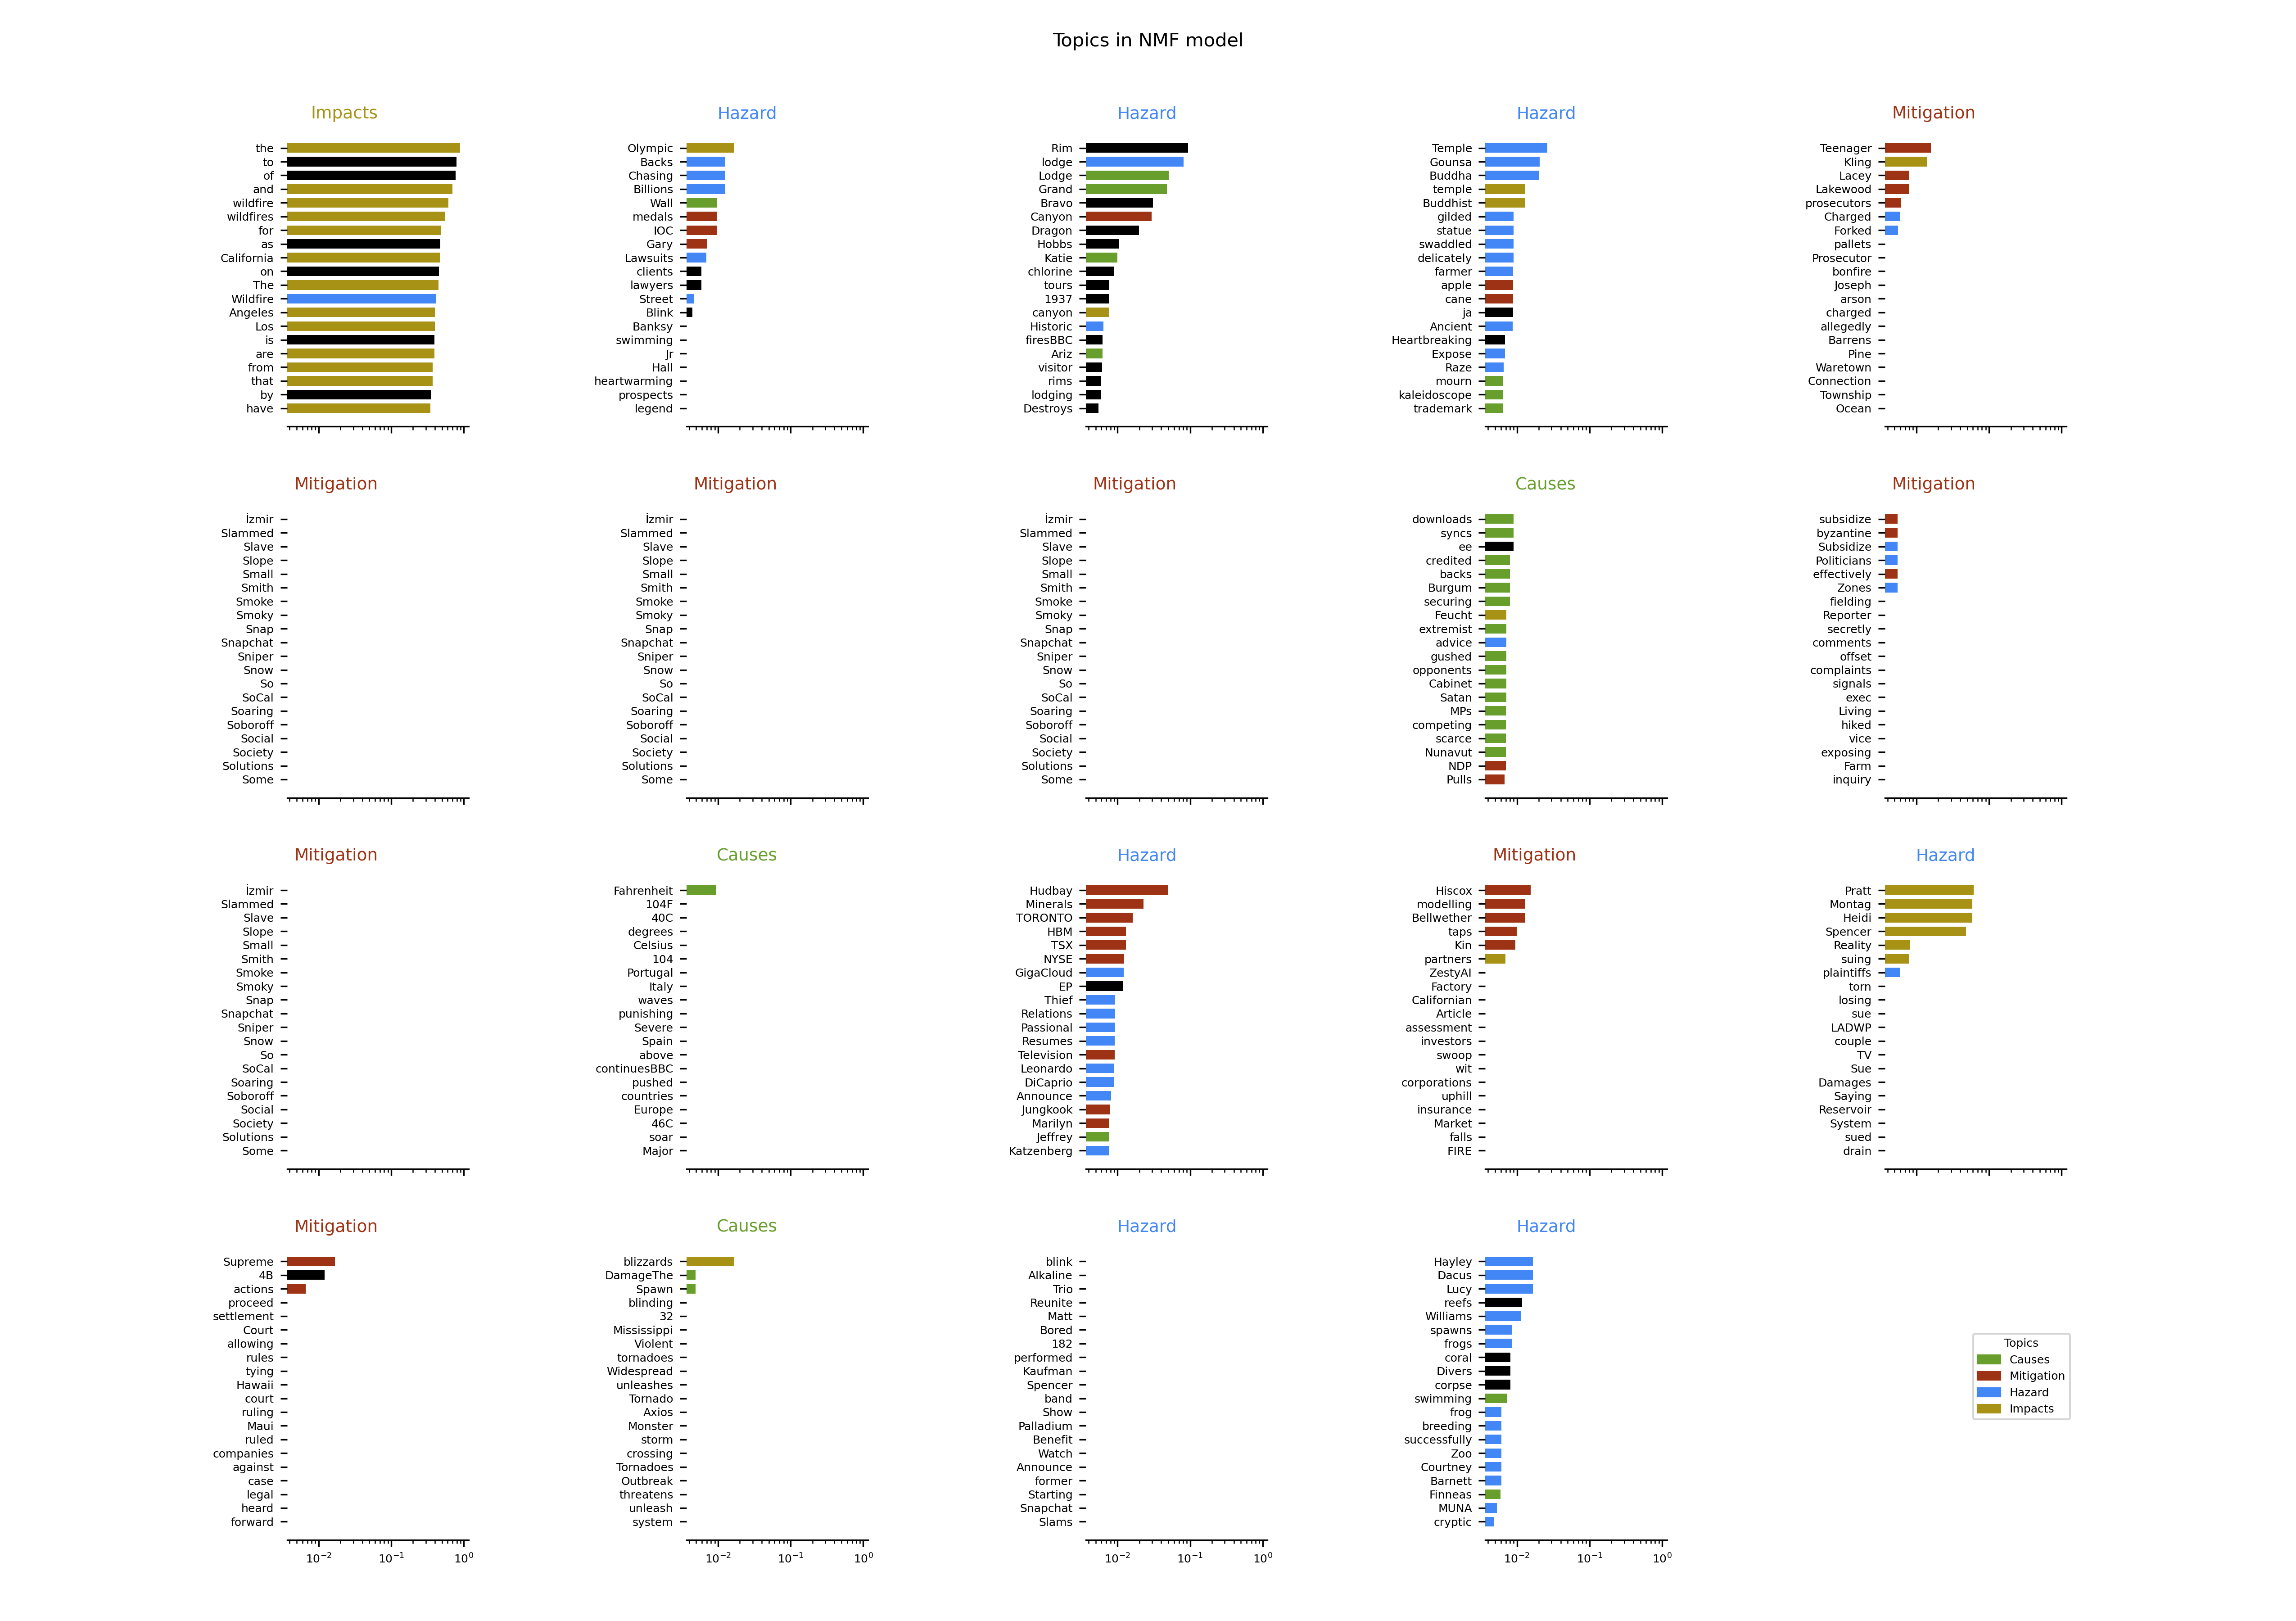 Topics in NMF model
Impacts
the
to
of
and
wildfire
wildfires
for
as
California
on
The
Wildfire
Angeles
Los
is
are
from
that
by
have
Hazard
Olympic
Backs
Chasing
Billions
Wall
medals
IOC
Gary
Lawsuits
clients
lawyers
Street
Blink
Banksy
swimming
Jr
Hall
heartwarming
prospects
legend
Hazard
Rim
lodge
Lodge
Grand
Bravo
Canyon
Dragon
Hobbs
Katie
chlorine
tours
1937
canyon
Historic
firesBBC
Ariz
visitor
rims
lodging
Destroys
Hazard
Temple
Gounsa
Buddha
temple
Buddhist
gilded
statue
swaddled
delicately
farmer
apple
cane
ja
Ancient
Heartbreaking
Expose
Raze
mourn
kaleidoscope
trademark
Mitigation
Teenager
Kling
Lacey
Lakewood
prosecutors
Charged
Forked
pallets
Prosecutor
bonfire
Joseph
arson
charged
allegedly
Barrens
Pine
Waretown
Connection
Township
Ocean
Mitigation
İzmir
Slammed
Slave
Slope
Small
Smith
Smoke
Smoky
Snap
Snapchat
Sniper
Snow
So
SoCal
Soaring
Soboroff
Social
Society
Solutions
Some
Mitigation
İzmir
Slammed
Slave
Slope
Small
Smith
Smoke
Smoky
Snap
Snapchat
Sniper
Snow
So
SoCal
Soaring
Soboroff
Social
Society
Solutions
Some
Mitigation
İzmir
Slammed
Slave
Slope
Small
Smith
Smoke
Smoky
Snap
Snapchat
Sniper
Snow
So
SoCal
Soaring
Soboroff
Social
Society
Solutions
Some
Causes
downloads
syncs
ee
credited
backs
Burgum
securing
Feucht
extremist
advice
gushed
opponents
Cabinet
Satan
MPs
competing
scarce
Nunavut
NDP
Pulls
Mitigation
subsidize
byzantine
Subsidize
Politicians
effectively
Zones
fielding
Reporter
secretly
comments
offset
complaints
signals
exec
Living
hiked
vice
exposing
Farm
inquiry
Mitigation
İzmir
Slammed
Slave
Slope
Small
Smith
Smoke
Smoky
Snap
Snapchat
Sniper
Snow
So
SoCal
Soaring
Soboroff
Social
Society
Solutions
Some
Causes
Fahrenheit
104F
40C
degrees
Celsius
104
Portugal
Italy
waves
punishing
Severe
Spain
above
continuesBBC
pushed
countries
Europe
46C
soar
Major
Hazard
Hudbay
Minerals
TORONTO
HBM
TSX
NYSE
GigaCloud
EP
Thief
Relations
Passional
Resumes
Television
Leonardo
DiCaprio
Announce
Jungkook
Marilyn
Jeffrey
Katzenberg
Mitigation
Hiscox
modelling
Bellwether
taps
Kin
partners
ZestyAI
Factory
Californian
Article
assessment
investors
swoop
wit
corporations
uphill
insurance
Market
falls
FIRE
Hazard
Pratt
Montag
Heidi
Spencer
Reality
suing
plaintiffs
torn
losing
sue
LADWP
couple
TV
Sue
Damages
Saying
Reservoir
System
sued
drain
Mitigation
Supreme
4B
actions
proceed
settlement
Court
allowing
rules
tying
Hawaii
court
ruling
Maui
ruled
companies
against
case
legal
heard
forward
10⁻² 10⁻¹ 10⁰
Causes
blizzards
DamageThe
Spawn
blinding
32
Mississippi
Violent
tornadoes
Widespread
unleashes
Tornado
Axios
Monster
storm
crossing
Tornadoes
Outbreak
threatens
unleash
system
10⁻² 10⁻¹ 10⁰
Hazard
blink
Alkaline
Trio
Reunite
Matt
Bored
182
performed
Kaufman
Spencer
band
Show
Palladium
Benefit
Watch
Announce
former
Starting
Snapchat
Slams
10⁻² 10⁻¹ 10⁰
Hazard
Hayley
Dacus
Lucy
reefs
Williams
spawns
frogs
coral
Divers
corpse
swimming
frog
breeding
successfully
Zoo
Courtney
Barnett
Finneas
MUNA
cryptic
10⁻² 10⁻¹ 10⁰
Topics
Causes
Mitigation
Hazard
Impacts